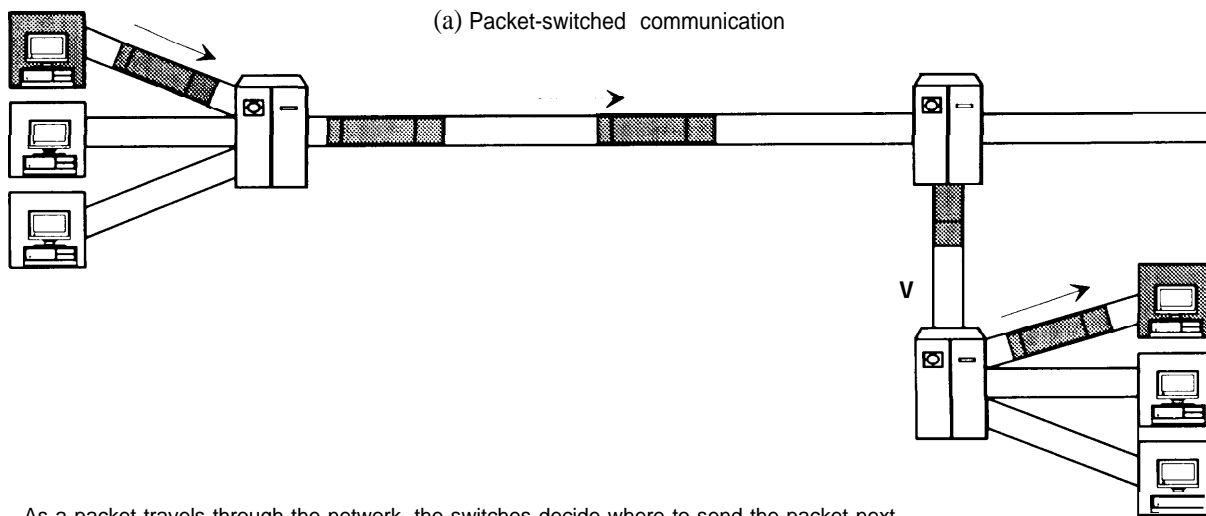 (a) Packet-switched communication
V
As a packet travels through the network, the switches decide where to send the packet next